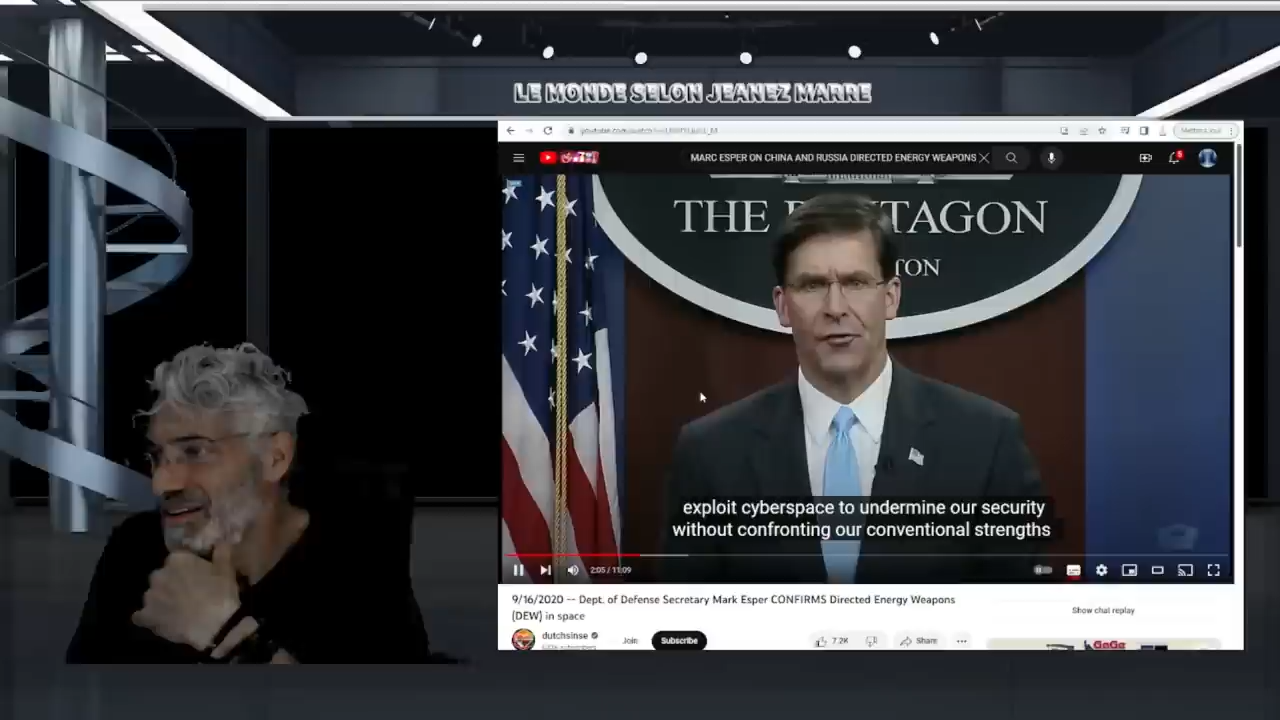 LE MONDE SELON JEANEZ MARRE
MARC ESPER ON CHINA AND RUSSIA DIRECTED ENERGY WEAPONS
5
THE PENTAGON
TON
exploit cyberspace to undermine our security
without confronting our conventional strengths
2:05 / 11:09
9/16/2020 -- Dept. of Defense Secretary Mark Esper CONFIRMS Directed Energy Weapons
(DEW) in space
Show chat replay
dutchsinse
Join
Subscribe
7.2K
Share